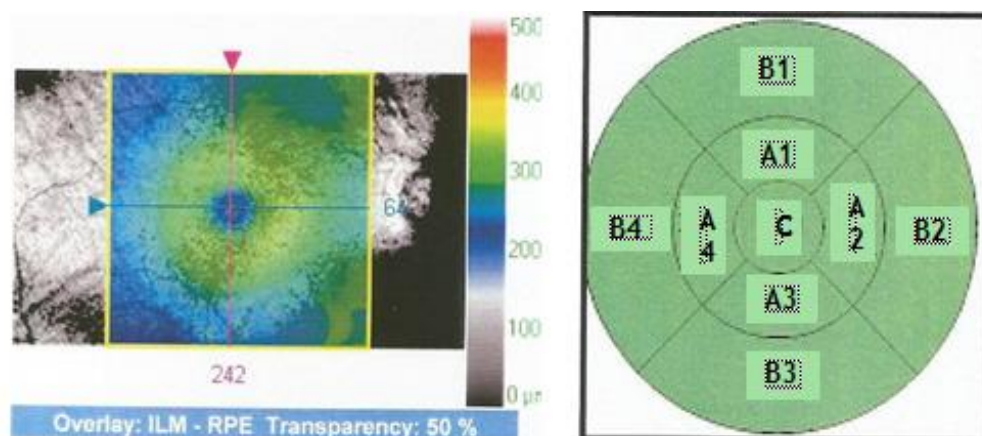 500
400
300
200
100
0 µm
64
242
Overlay: ILM - RPE Transparency: 50 %
B1
A1
B4
A
4
C
A
2
B2
A3
B3